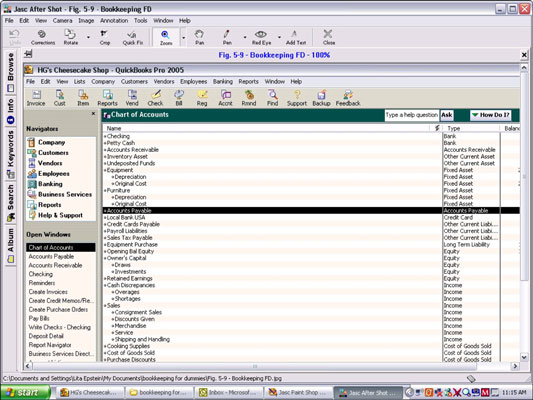 Jasc After Shot - Fig. 5-9 - Bookkeeping FD
File Edit View Camera Image Annotation Tools Window Help
Undo Corrections Rotate Crop Quick Fix Zoom Pan Pen Red Eye Add Text Close
Fig. 5-9 - Bookkeeping FD - 100%
Browse
Info
Keywords
Search
Album
HG's Cheesecake Shop - QuickBooks Pro 2005
File Edit View Lists Company Customers Vendors Employees Banking Reports Window Help
Invoice Cust Item Reports Vend Check Bill Reg Accnt Rmnd Find Support Backup Feedback
Chart of Accounts
Type a help question Ask
How Do I?
Navigators
Company
Customers
Vendors
Employees
Banking
Business Services
Reports
Help & Support
Open Windows
Chart of Accounts
Accounts Payable
Accounts Receivable
Checking
Reminders
Create Invoices
Create Credit Memos/Re...
Create Purchase Orders
Pay Bills
Write Checks - Checking
Deposit Detail
Report Navigator
Business Services Direct...
Name Type Balanc
Checking Bank
Petty Cash Bank
Accounts Receivable Accounts Receivable
Inventory Asset Other Current Asset
Undeposited Funds Other Current Asset
Equipment Fixed Asset
Depreciation Fixed Asset
Original Cost Fixed Asset
Furniture Fixed Asset
Depreciation Fixed Asset
Original Cost Fixed Asset
Accounts Payable Accounts Payable
Local Bank USA Credit Card
Credit Cards Payable Other Current Liabi...
Payroll Liabilities Other Current Liabi...
Sales Tax Payable Other Current Liabi...
Equipment Purchase Long Term Liability
Opening Bal Equity Equity
Owner's Capital Equity
Draws Equity
Investments Equity
Retained Earnings Equity
Cash Discrepancies Income
Overages Income
Shortages Income
Sales Income
Consignment Sales Income
Discounts Given Income
Merchandise Income
Service Income
Shipping and Handling Income
Cooking Supplies Cost of Goods Sold
Cost of Goods Sold Cost of Goods Sold
Purchase Discounts Cost of Goods Sold
C:\Documents and Settings\Lita Epstein\My Documents\bookkeeping for dummies\Fig. 5-9 - Bookkeeping FD.jpg
start HG's Cheesecake... bookkeeping for ... Inbox - Microsof... Jasc Paint Shop ... Jasc After Shot ... 11:15 AM